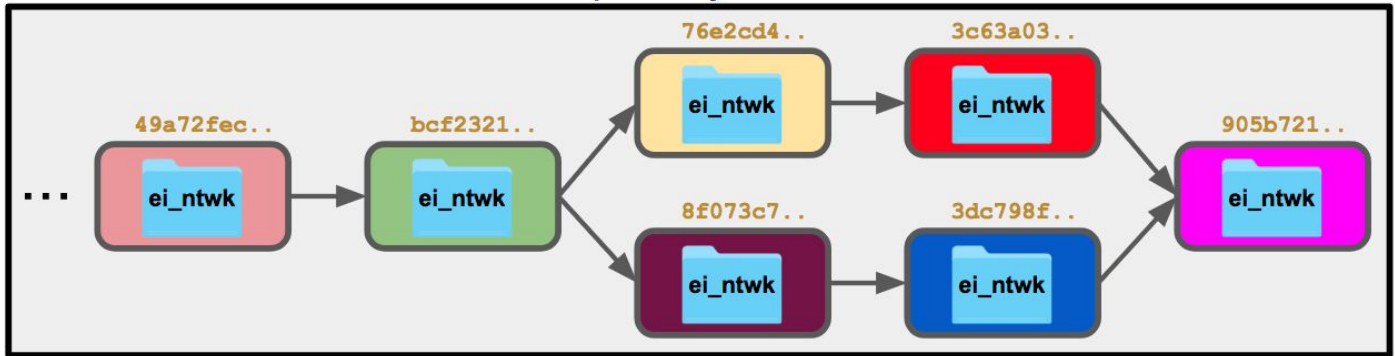 76e2cd4..
3c63a03..
ei_ntwk
ei_ntwk
49a72fec..
bcf2321..
905b721..
...
ei_ntwk
ei_ntwk
ei_ntwk
8f073c7..
3dc798f..
ei_ntwk
ei_ntwk